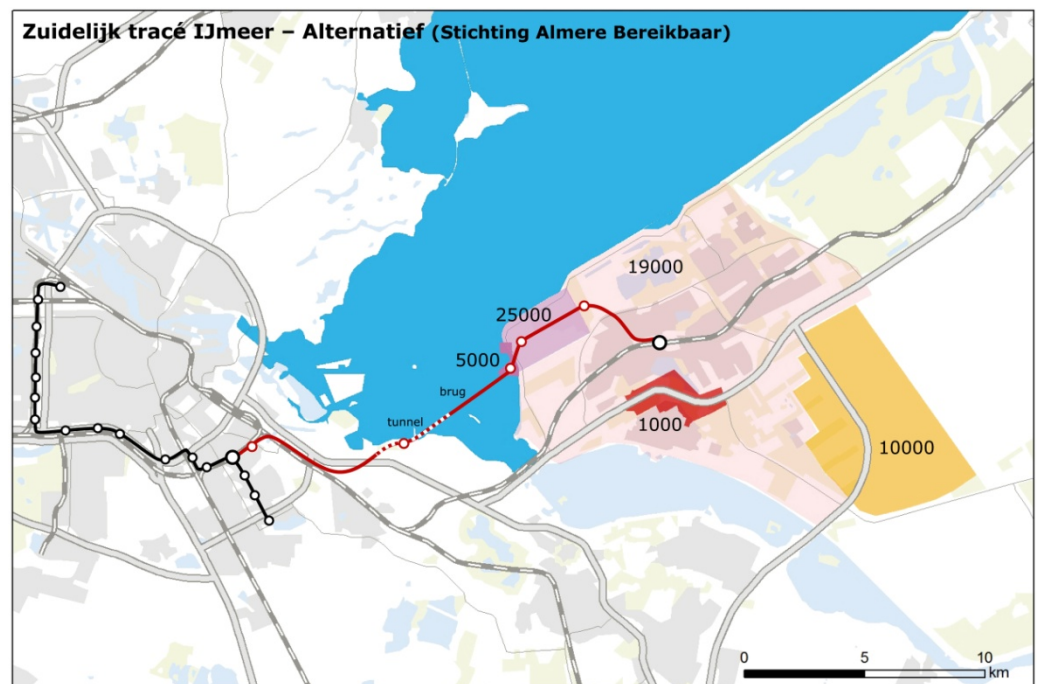 Zuidelijk tracé IJmeer – Alternatief (Stichting Almere Bereikbaar)
19000
25000
5000
brug
tunnel
1000
10000
0 5 10
km